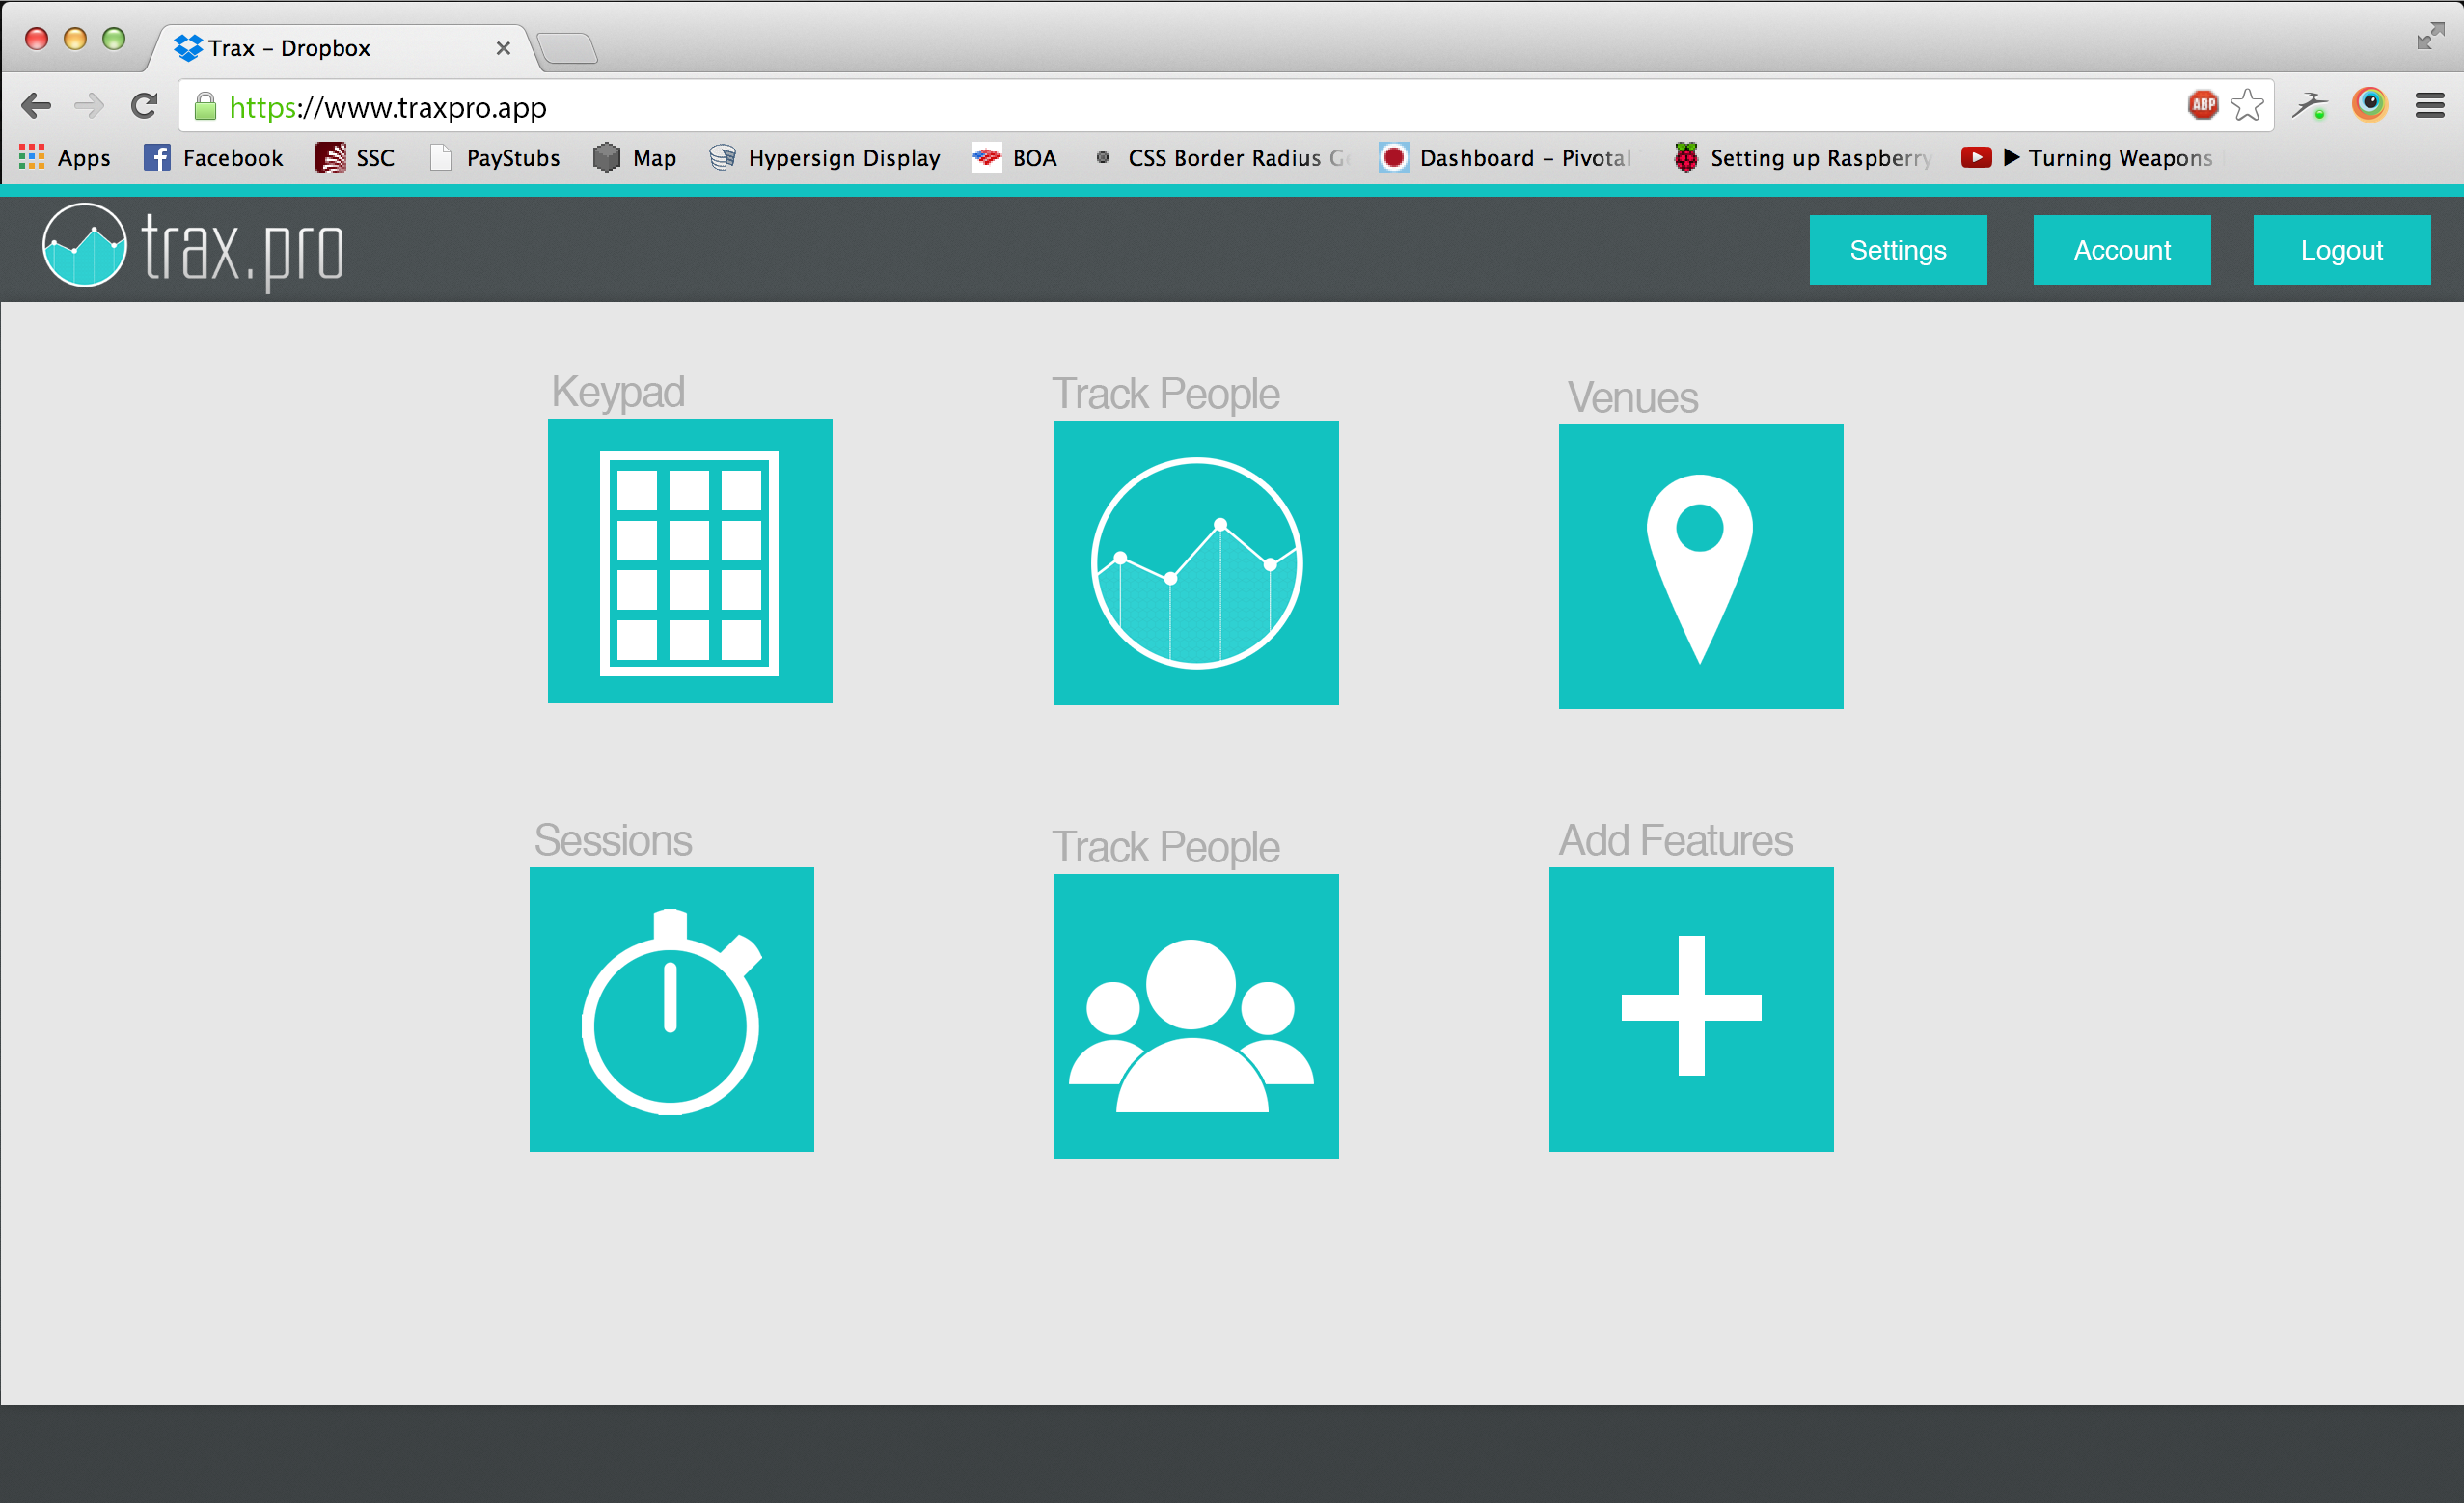 Trax – Dropbox
https://www.traxpro.app
ABP
Apps Facebook SSC PayStubs Map Hypersign Display BOA CSS Border Radius G Dashboard – Pivotal Setting up Raspberry ▶ Turning Weapons
trax.pro
Settings Account Logout
Keypad Track People Venues
Sessions Track People Add Features